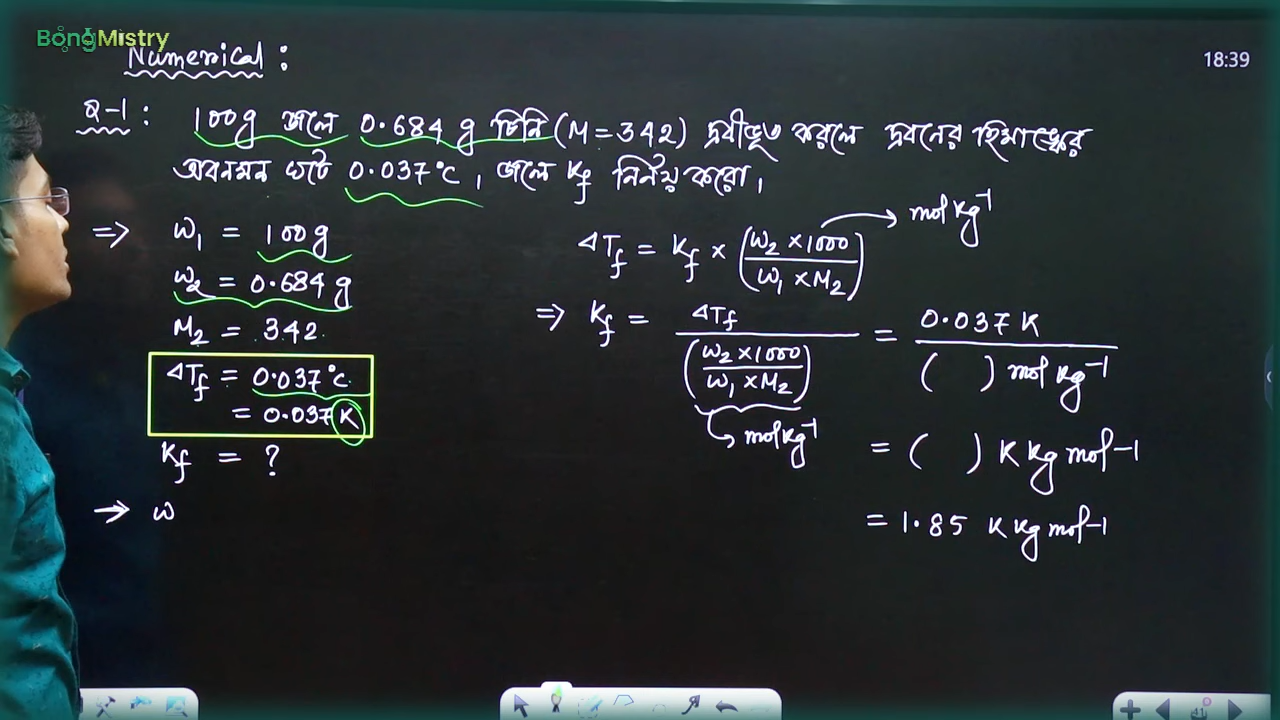 BongMistry
Numerical :
18:39
Q-1 : 100g জলে 0.684 g চিনি (M = 342) দ্রবীভূত করলে দ্রবনের হিমাঙ্কের
অবনমন ঘটে 0.037°C, জলে Kf নির্নয় করো।
⇒ W₁ = 100g
W₂ = 0.684 g
M₂ = 342
ΔTf = 0.037°C
= 0.037 K
Kf = ?
→ W
ΔTf = Kf × (W₂ × 1000 / W₁ × M₂) → mol Kg⁻¹
⇒ Kf = ΔTf / (W₂ × 1000 / W₁ × M₂) = 0.037 K / ( ) mol Kg⁻¹
→ mol Kg⁻¹
= ( ) K Kg mol-1
= 1.85 K Kg mol-1